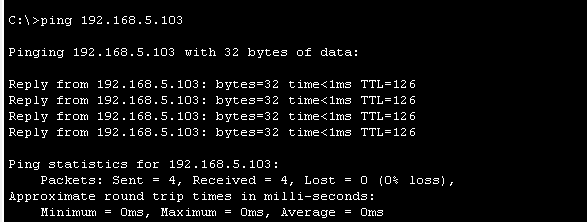 C:\>ping 192.168.5.103
Pinging 192.168.5.103 with 32 bytes of data:
Reply from 192.168.5.103: bytes=32 time<1ms TTL=126
Reply from 192.168.5.103: bytes=32 time<1ms TTL=126
Reply from 192.168.5.103: bytes=32 time<1ms TTL=126
Reply from 192.168.5.103: bytes=32 time<1ms TTL=126
Ping statistics for 192.168.5.103:
    Packets: Sent = 4, Received = 4, Lost = 0 (0% loss),
Approximate round trip times in milli-seconds:
    Minimum = 0ms, Maximum = 0ms, Average = 0ms